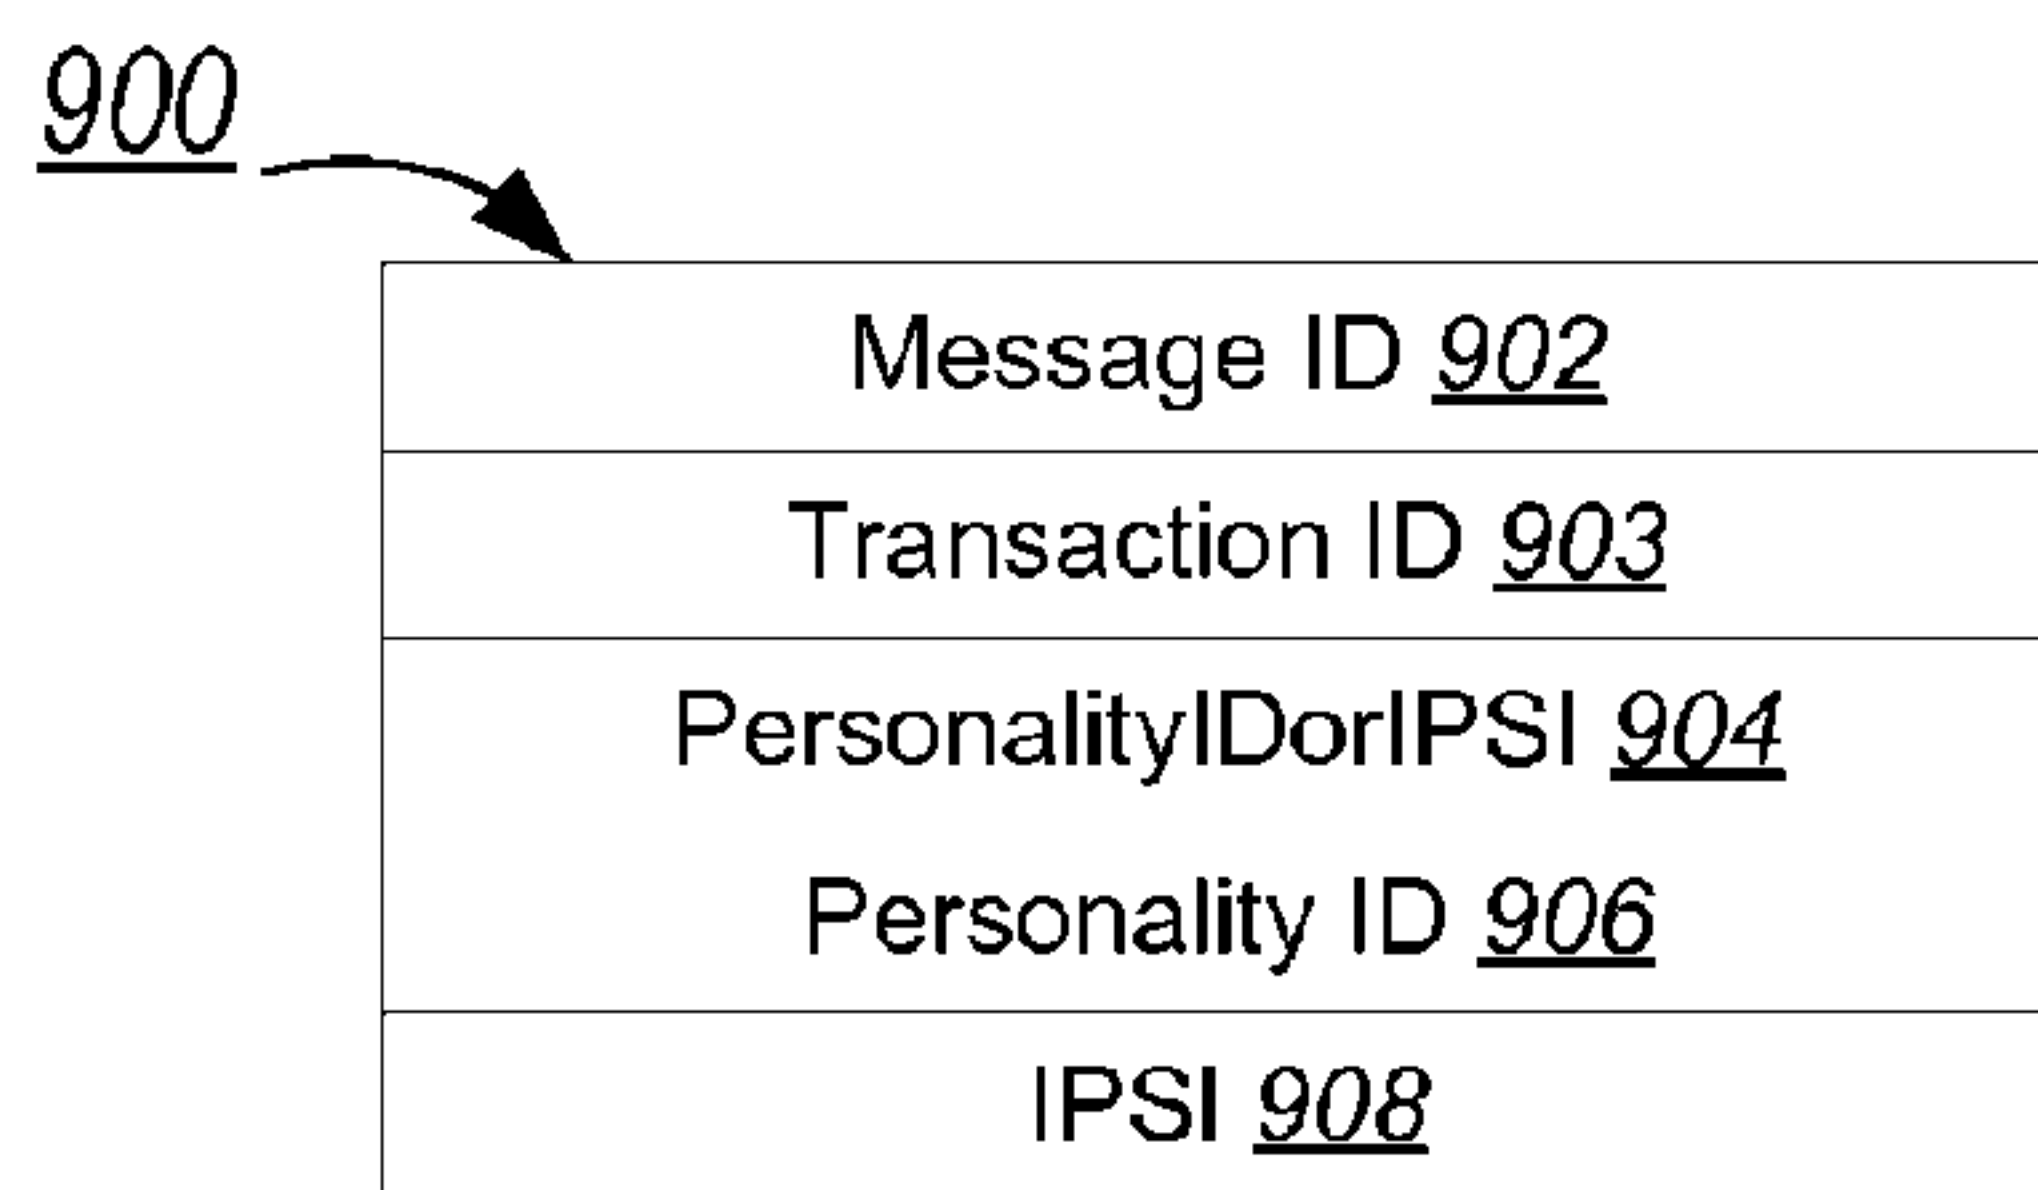 900
Message ID 902
Transaction ID 903
PersonalityIDorIPSI 904
Personality ID 906
IPSI 908